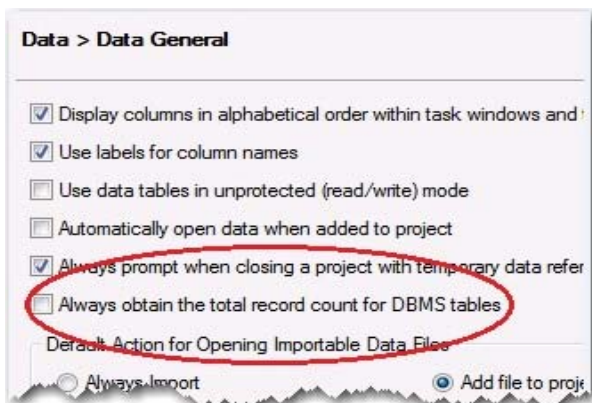 Data > Data General
Display columns in alphabetical order within task windows and
Use labels for column names
Use data tables in unprotected (read/write) mode
Automatically open data when added to project
Always prompt when closing a project with temporary data refer
Always obtain the total record count for DBMS tables
Default Action for Opening Importable Data Files
Always Import Add file to proje